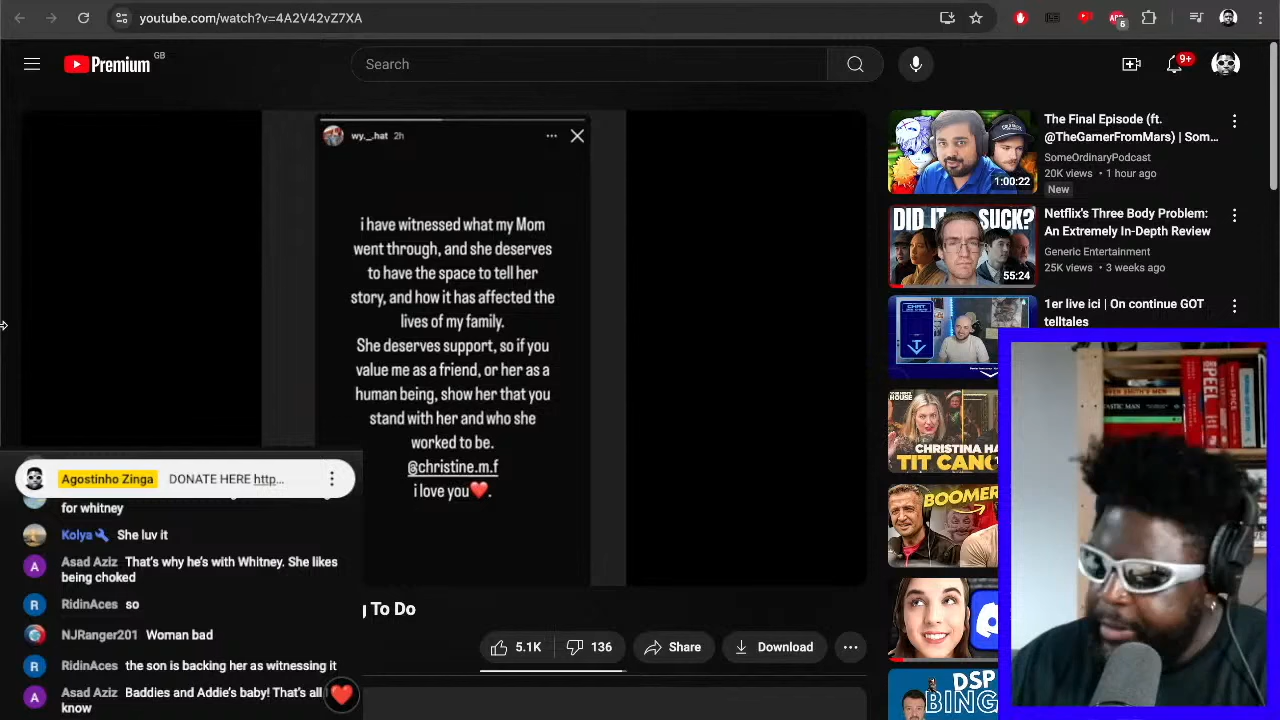 youtube.com/watch?v=4A2V42vZ7XA
5
Premium
GB
Search
9+
wy._.hat 2h
i have witnessed what my Mom
went through, and she deserves
to have the space to tell her
story, and how it has affected the
lives of my family.
She deserves support, so if you
value me as a friend, or her as a
human being, show her that you
stand with her and who she
worked to be.
@christine.m.f
i love you❤️.
The Final Episode (ft.
@TheGamerFromMars) | Som...
SomeOrdinaryPodcast
20K views • 1 hour ago
New
1:00:22
DID IT SUCK?
55:24
Netflix's Three Body Problem:
An Extremely In-Depth Review
Generic Entertainment
25K views • 3 weeks ago
CHAT
1er live ici | On continue GOT
telltales
CHRISTINA HA
TIT CANC
BOOMER
DSP
BING
Agostinho Zinga DONATE HERE http...
for whitney
Kolya She luv it
Asad Aziz That's why he's with Whitney. She likes
being choked
RidinAces so
NJRanger201 Woman bad
RidinAces the son is backing her as witnessing it
Asad Aziz Baddies and Addie's baby! That's all
know
g To Do
5.1K
136
Share
Download
SPEEL